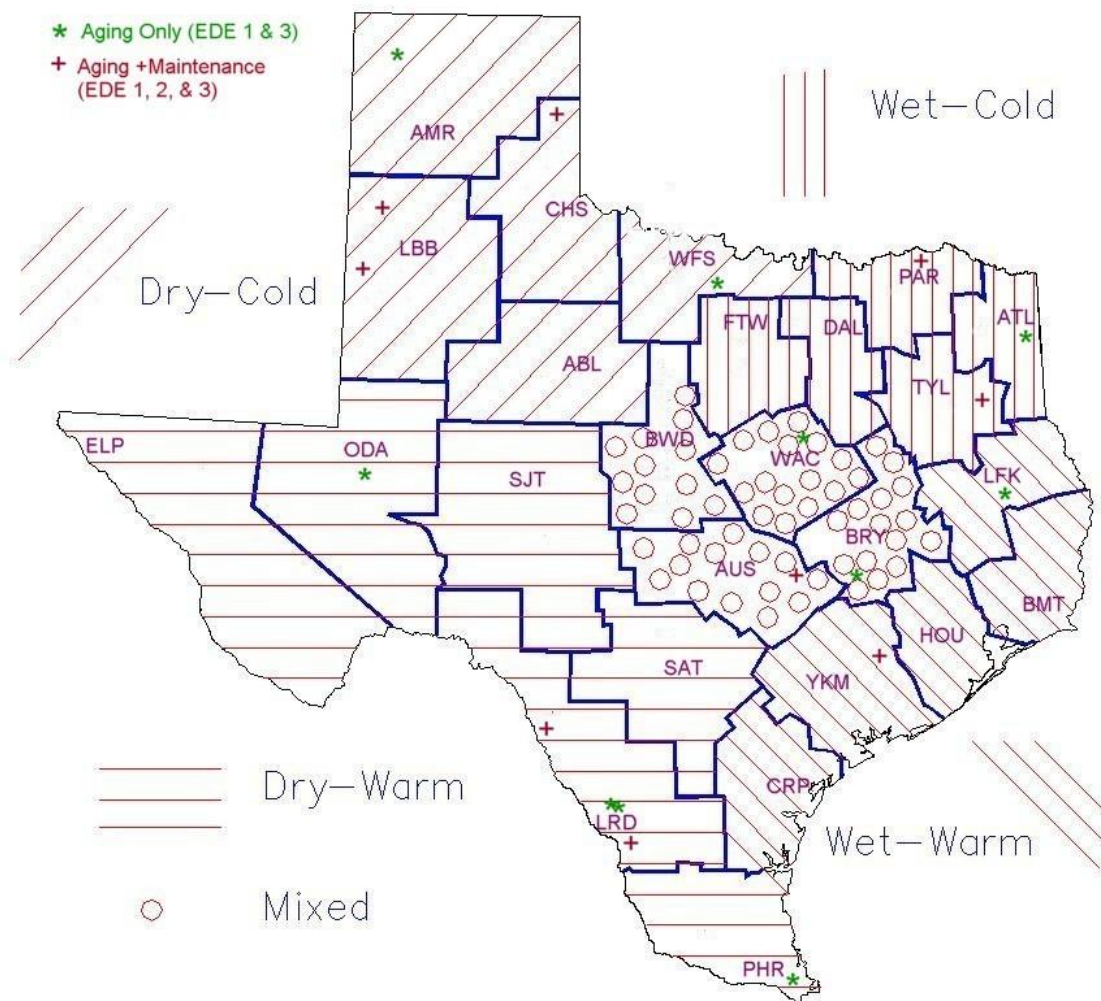 * Aging Only (EDE 1 & 3)
+ Aging +Maintenance
(EDE 1, 2, & 3)
Wet-Cold
AMR
CHS
LBB
Dry-Cold
WFS
PAR
FTW
DAL
ATL
ABL
TYL
ELP
ODA
SJT
BWD
WAC
LFK
BRY
AUS
BMT
HOU
SAT
YKM
Dry-Warm
CRP
LRD
Wet-Warm
Mixed
PHR